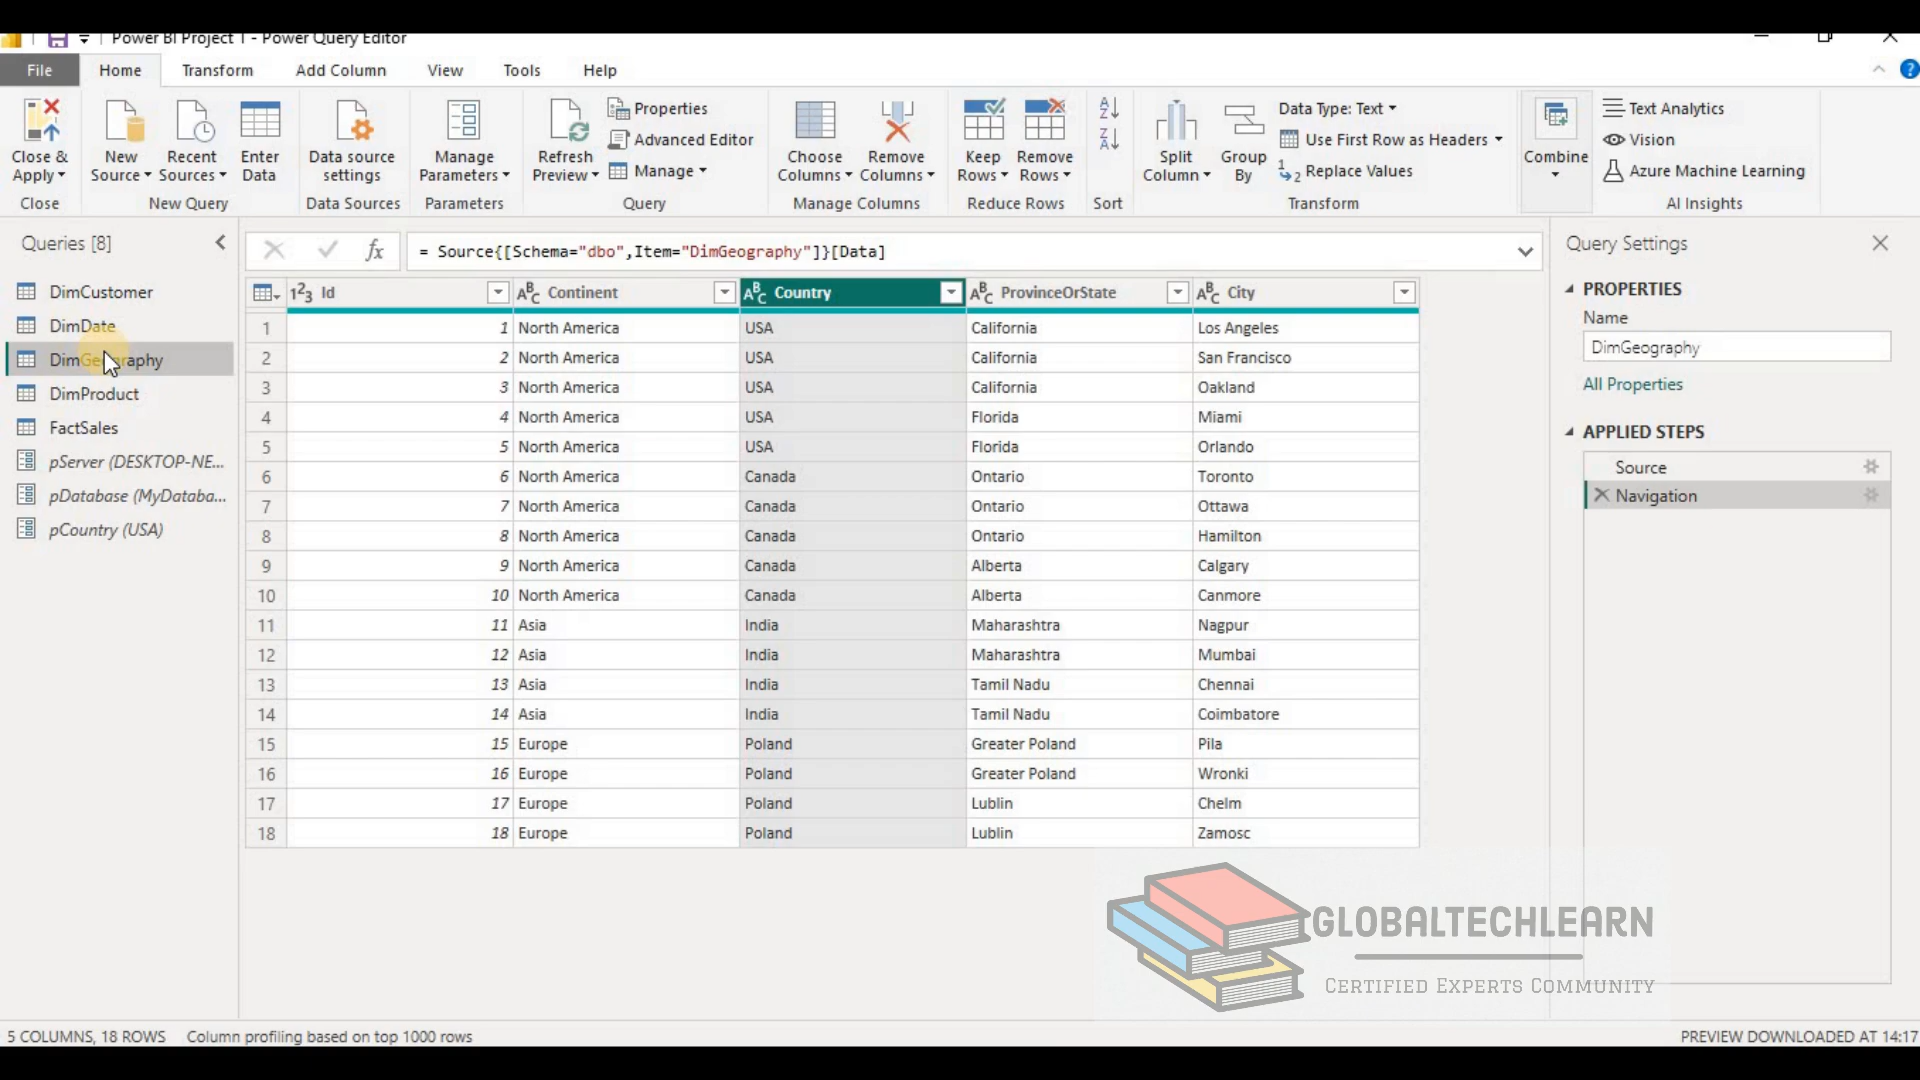 Power BI Project 1 - Power Query Editor
File Home Transform Add Column View Tools Help
Close & Apply
New Source
Recent Sources
Enter Data
Data source settings
Manage Parameters
Refresh Preview
Properties
Advanced Editor
Manage
Choose Columns
Remove Columns
Keep Rows
Remove Rows
Split Column
Group By
Data Type: Text
Use First Row as Headers
Replace Values
Combine
Text Analytics
Vision
Azure Machine Learning
Close New Query Data Sources Parameters Query Manage Columns Reduce Rows Sort Transform AI Insights
Queries [8]
DimCustomer
DimDate
DimGeography
DimProduct
FactSales
pServer (DESKTOP-NE...
pDatabase (MyDataba...
pCountry (USA)
= Source{[Schema="dbo",Item="DimGeography"]}[Data]
Id Continent Country ProvinceOrState City
1 1 North America USA California Los Angeles
2 2 North America USA California San Francisco
3 3 North America USA California Oakland
4 4 North America USA Florida Miami
5 5 North America USA Florida Orlando
6 6 North America Canada Ontario Toronto
7 7 North America Canada Ontario Ottawa
8 8 North America Canada Ontario Hamilton
9 9 North America Canada Alberta Calgary
10 10 North America Canada Alberta Canmore
11 11 Asia India Maharashtra Nagpur
12 12 Asia India Maharashtra Mumbai
13 13 Asia India Tamil Nadu Chennai
14 14 Asia India Tamil Nadu Coimbatore
15 15 Europe Poland Greater Poland Pila
16 16 Europe Poland Greater Poland Wronki
17 17 Europe Poland Lublin Chelm
18 18 Europe Poland Lublin Zamosc
Query Settings
PROPERTIES
Name
DimGeography
All Properties
APPLIED STEPS
Source
Navigation
GLOBALTECHLEARN
CERTIFIED EXPERTS COMMUNITY
5 COLUMNS, 18 ROWS Column profiling based on top 1000 rows
PREVIEW DOWNLOADED AT 14:17